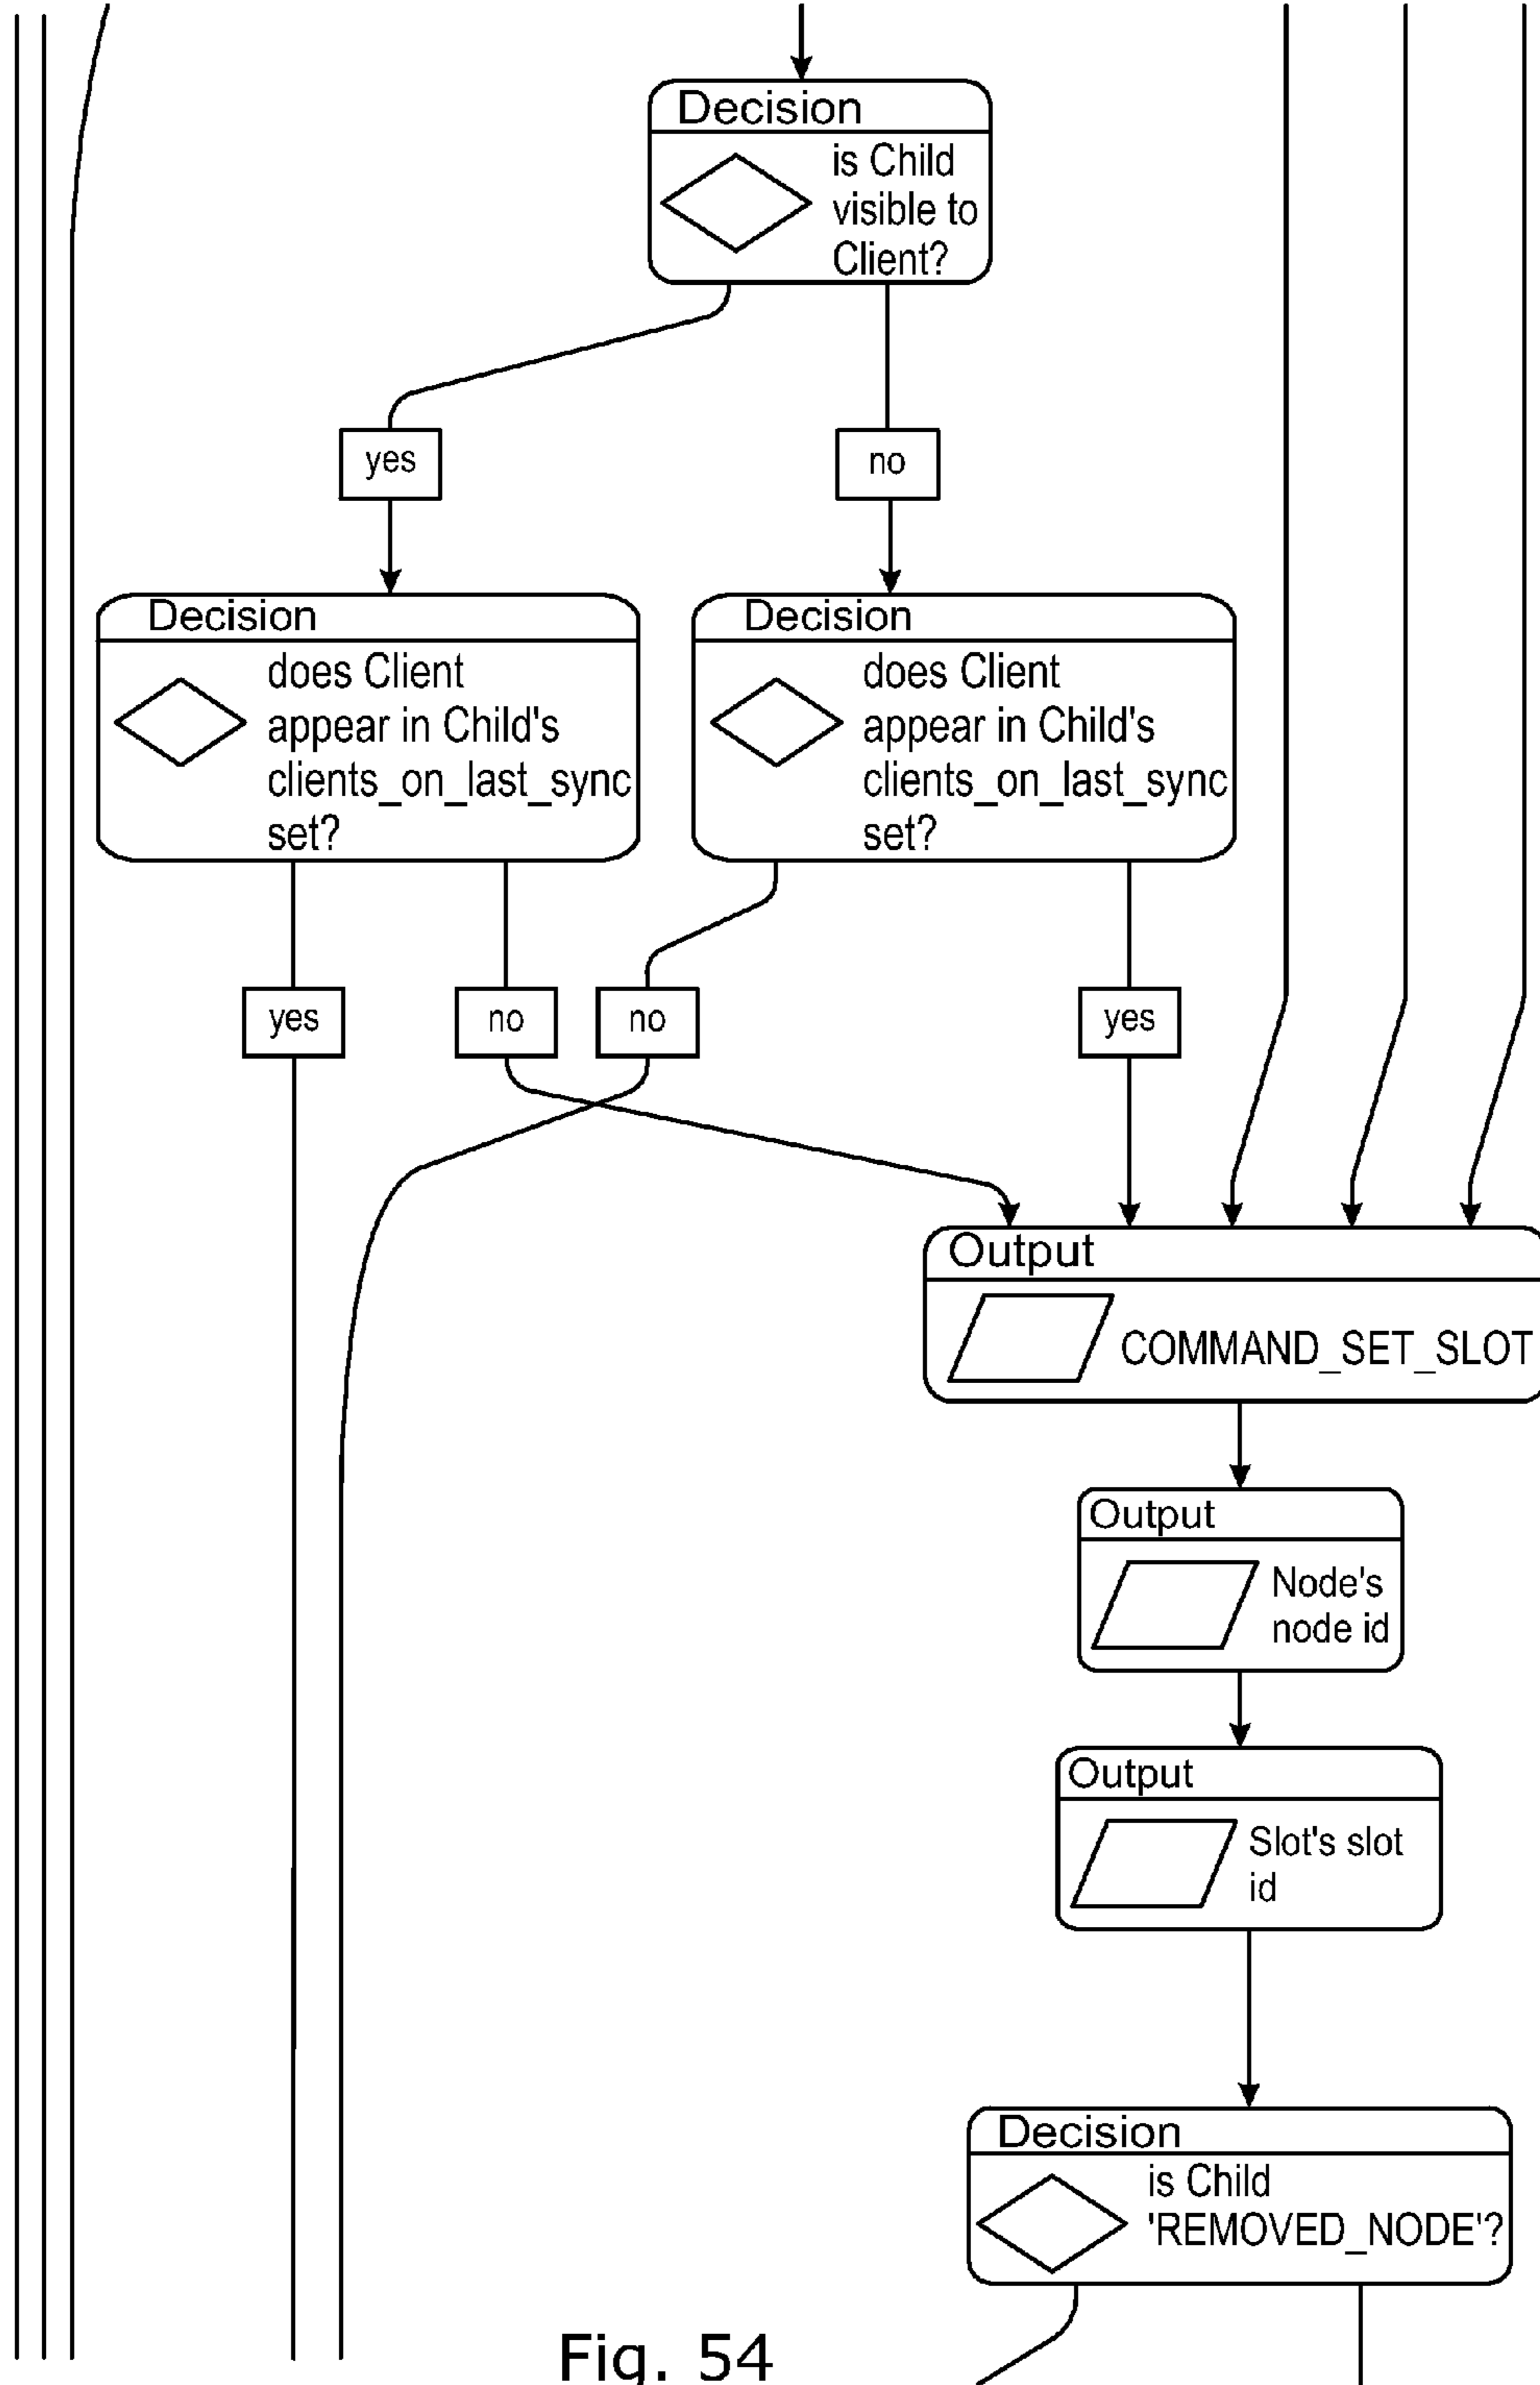 Decision
is Child
visible to
Client?
yes
no
Decision
does Client
appear in Child's
clients_on_last_sync
set?
Decision
does Client
appear in Child's
clients_on_last_sync
set?
yes
no
no
yes
Output
COMMAND_SET_SLOT
Output
Node's
node id
Output
Slot's slot
id
Decision
is Child
'REMOVED_NODE'?
Fig. 54